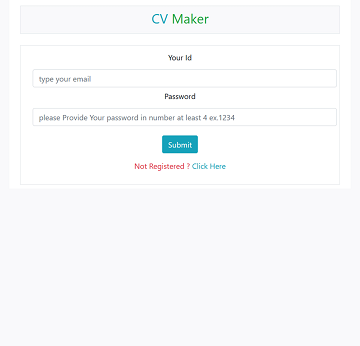 CV Maker
Your Id
type your email
Password
please Provide Your password in number at least 4 ex.1234
Submit
Not Registered ? Click Here